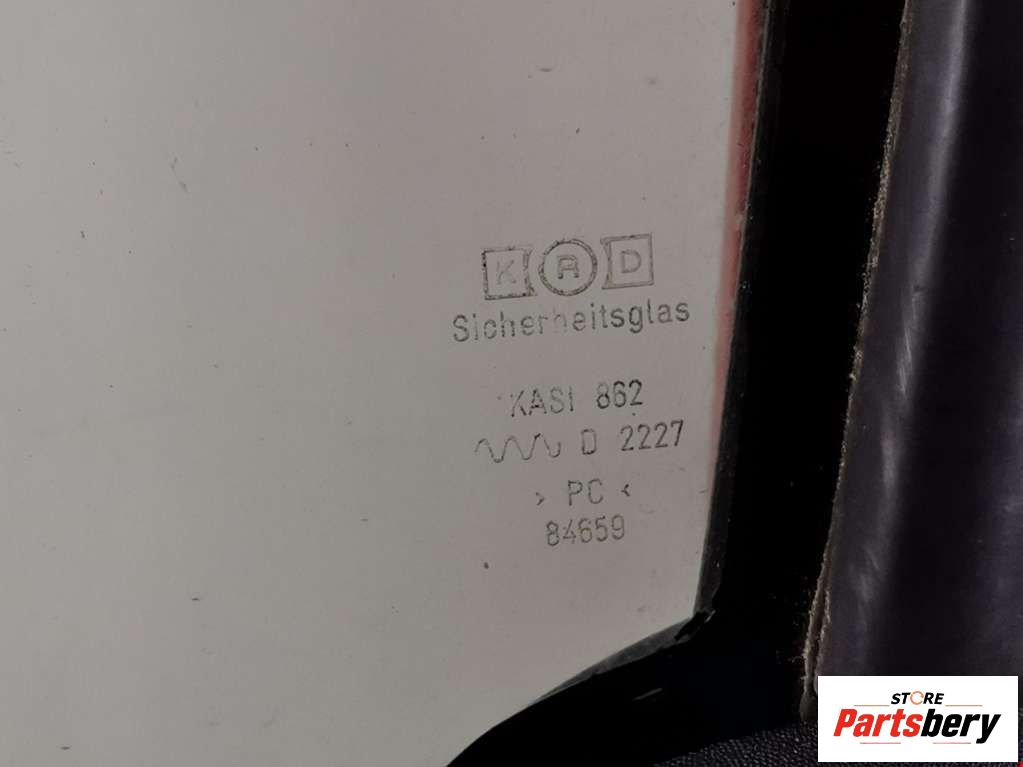 KRD
Sicherheitsglas
KASI 862
D 2227
> PC <
84659
STORE
Partsbery